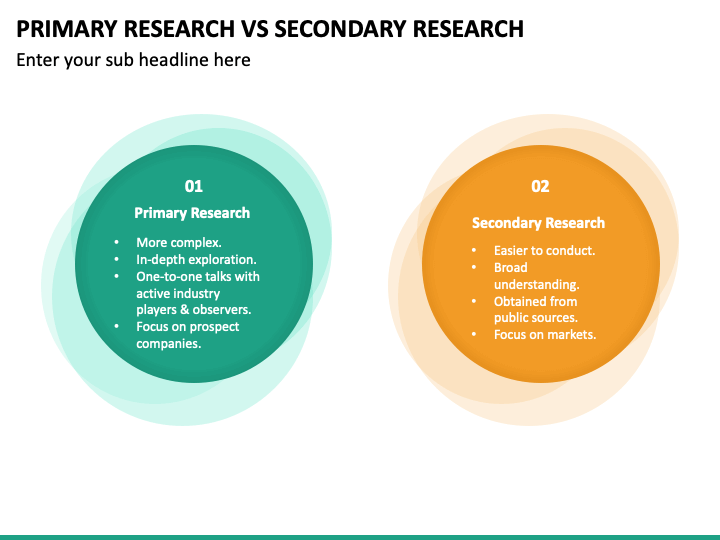 PRIMARY RESEARCH VS SECONDARY RESEARCH
Enter your sub headline here
01
Primary Research
• More complex.
• In-depth exploration.
• One-to-one talks with
active industry
players & observers.
• Focus on prospect
companies.
02
Secondary Research
• Easier to conduct.
• Broad
understanding.
• Obtained from
public sources.
• Focus on markets.